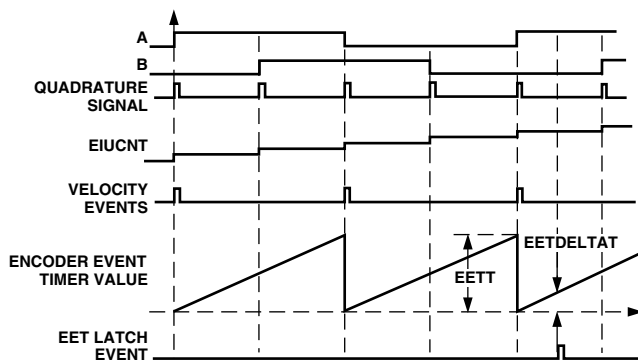 A
B
QUADRATURE
SIGNAL
EIUCNT
VELOCITY
EVENTS
EETDELTAT
ENCODER EVENT
TIMER VALUE
EETT
EET LATCH
EVENT